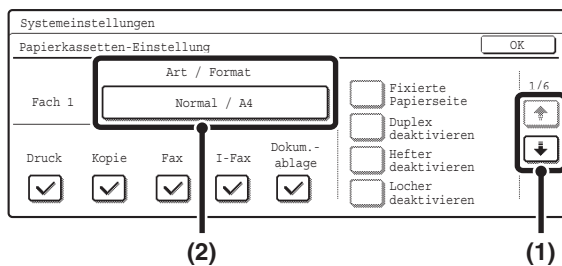 Systemeinstellungen
Papierkassetten-Einstellung
OK
Art / Format
Fach 1
Normal / A4
Druck
Kopie
Fax
I-Fax
Dokum.-
ablage
Fixierte
Papierseite
Duplex
deaktivieren
Hefter
deaktivieren
Locher
deaktivieren
1/6
(2)
(1)